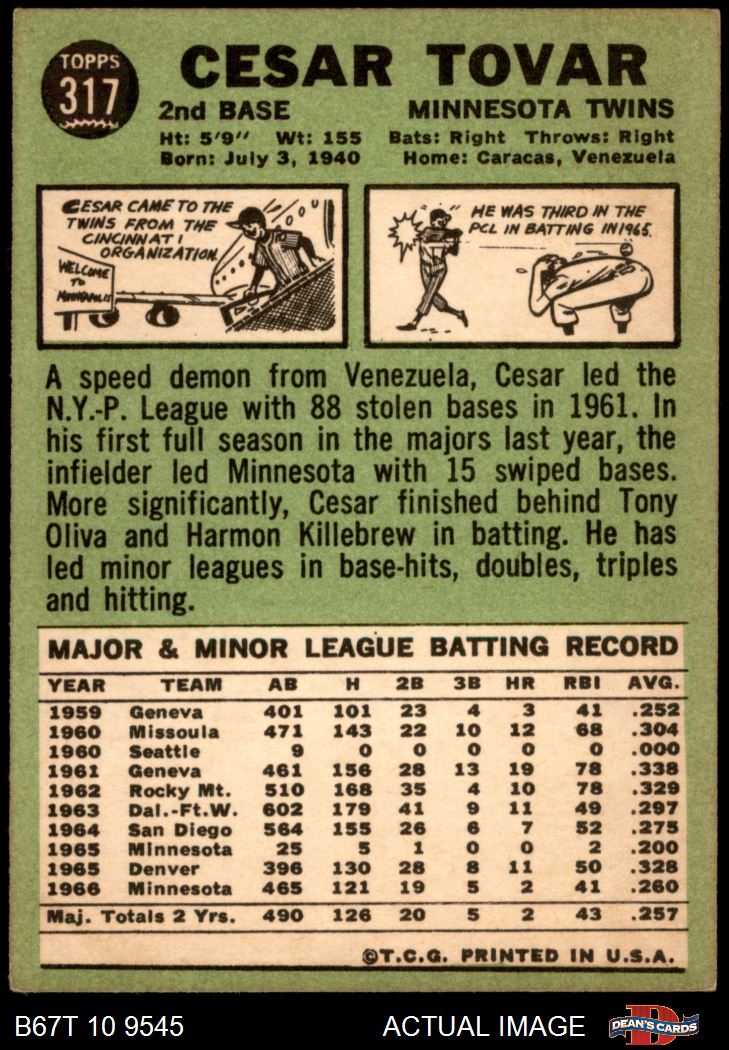 TOPPS
317
CESAR TOVAR
2nd BASE MINNESOTA TWINS
Ht: 5'9" Wt: 155 Bats: Right Throws: Right
Born: July 3, 1940 Home: Caracas, Venezuela
CESAR CAME TO THE
TWINS FROM THE
CINCINNATI
ORGANIZATION.
WELCOME
TO
MINNEAPOLIS
HE WAS THIRD IN THE
PCL IN BATTING IN 1965.
A speed demon from Venezuela, Cesar led the
N.Y.-P. League with 88 stolen bases in 1961. In
his first full season in the majors last year, the
infielder led Minnesota with 15 swiped bases.
More significantly, Cesar finished behind Tony
Oliva and Harmon Killebrew in batting. He has
led minor leagues in base-hits, doubles, triples
and hitting.
MAJOR & MINOR LEAGUE BATTING RECORD
YEAR TEAM AB H 2B 3B HR RBI AVG.
1959 Geneva 401 101 23 4 3 41 .252
1960 Missoula 471 143 22 10 12 68 .304
1960 Seattle 9 0 0 0 0 0 .000
1961 Geneva 461 156 28 13 19 78 .338
1962 Rocky Mt. 510 168 35 4 10 78 .329
1963 Dal.-Ft.W. 602 179 41 9 11 49 .297
1964 San Diego 564 155 26 6 7 52 .275
1965 Minnesota 25 5 1 0 0 2 .200
1965 Denver 396 130 28 8 11 50 .328
1966 Minnesota 465 121 19 5 2 41 .260
Maj. Totals 2 Yrs. 490 126 20 5 2 43 .257
©T.C.G. PRINTED IN U.S.A.
B67T 10 9545 ACTUAL IMAGE DEAN'S CARDS